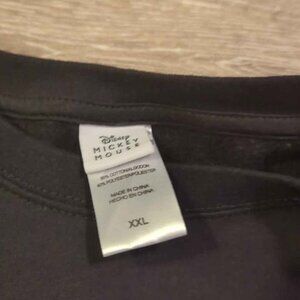 Disney
MICKEY
MOUSE
60% COTTON/ALGODON
40% POLYESTER/POLIESTER
MADE IN CHINA
HECHO EN CHINA
XXL